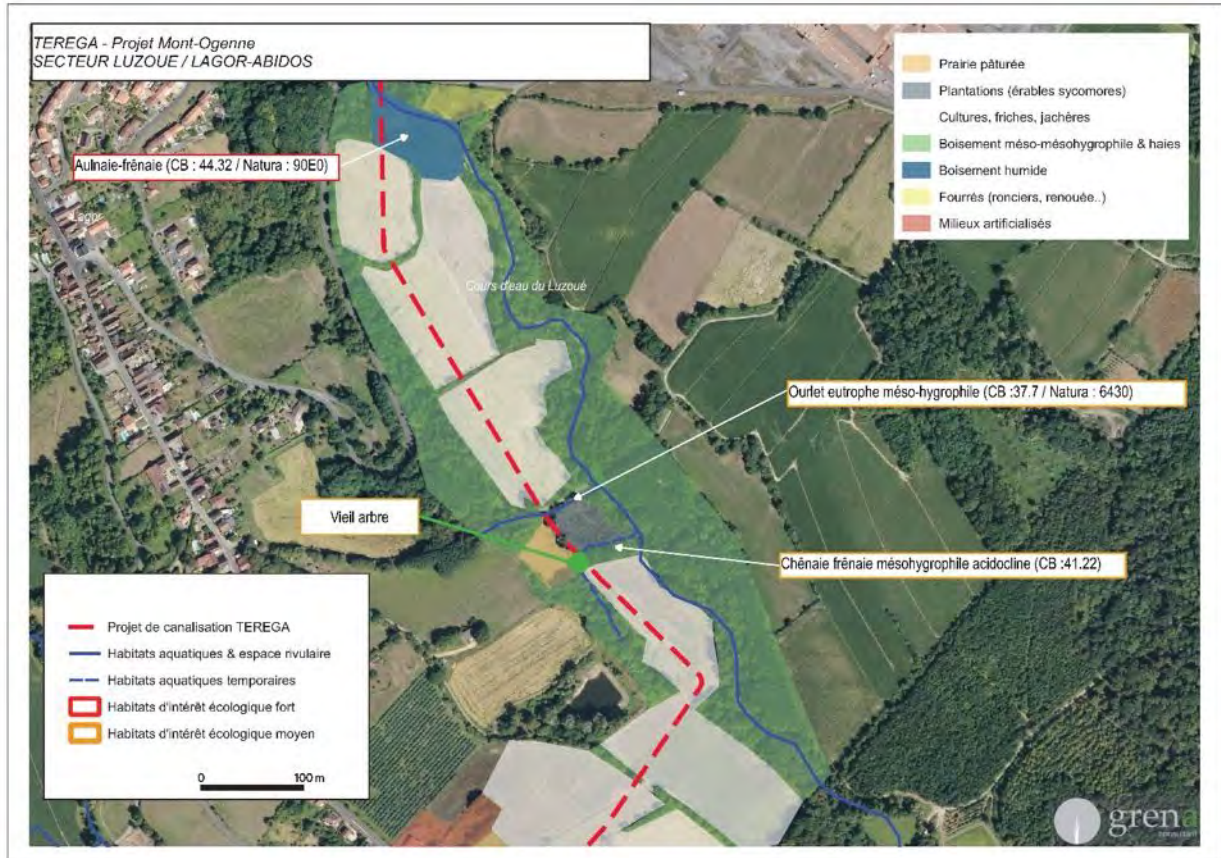 TEREGA - Projet Mont-Ogenne
SECTEUR LUZOUE / LAGOR-ABIDOS
Prairie pâturée
Plantations (érables sycomores)
Cultures, friches, jachères
Boisement méso-mésohygrophile & haies
Boisement humide
Fourrés (ronciers, renouée..)
Milieux artificialisés
Aulnaie-frênaie (CB : 44.32 / Natura : 90E0)
Lagor
Cours d'eau du Luzoué
Ourlet eutrophe méso-hygrophile (CB :37.7 / Natura : 6430)
Vieil arbre
Chênaie frênaie mésohygrophile acidocline (CB :41.22)
Projet de canalisation TEREGA
Habitats aquatiques & espace rivulaire
Habitats aquatiques temporaires
Habitats d'intérêt écologique fort
Habitats d'intérêt écologique moyen
0 100 m
grena